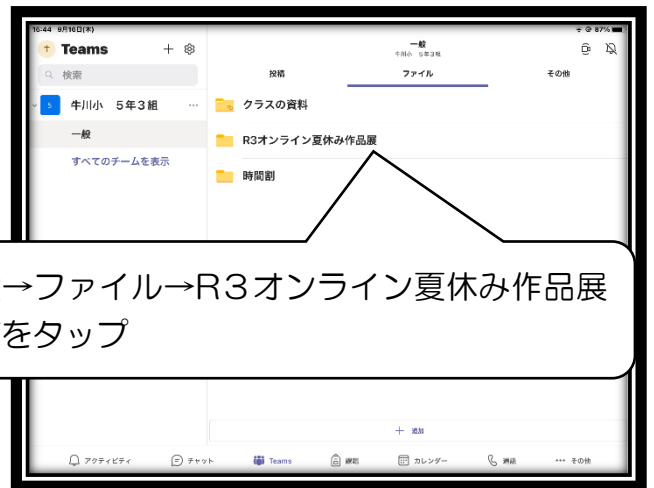 16:44 9月16日(木)
87%
Teams
検索
5 牛川小 5年3組 ...
一般
すべてのチームを表示
一般
牛川小 5年3組
投稿 ファイル その他
クラスの資料
R3オンライン夏休み作品展
時間割
→ファイル→R3オンライン夏休み作品展
をタップ
+ 追加
アクティビティ チャット Teams 課題 カレンダー 通話 その他